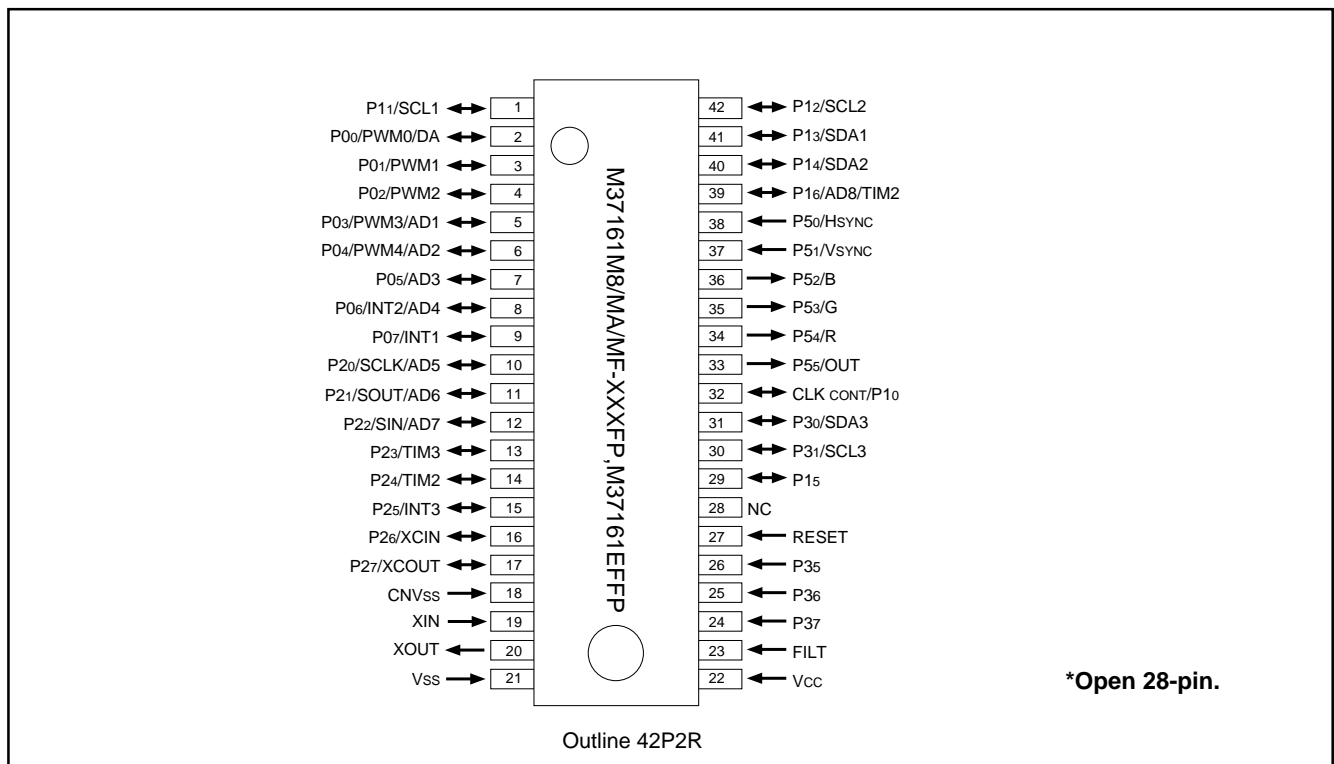 P11/SCL1 1
P00/PWM0/DA 2
P01/PWM1 3
P02/PWM2 4
P03/PWM3/AD1 5
P04/PWM4/AD2 6
P05/AD3 7
P06/INT2/AD4 8
P07/INT1 9
P20/SCLK/AD5 10
P21/SOUT/AD6 11
P22/SIN/AD7 12
P23/TIM3 13
P24/TIM2 14
P25/INT3 15
P26/XCIN 16
P27/XCOUT 17
CNVSS 18
XIN 19
XOUT 20
VSS 21
M37161M8/MA/MF-XXXFP,M37161EFFP
42 P12/SCL2
41 P13/SDA1
40 P14/SDA2
39 P16/AD8/TIM2
38 P50/HSYNC
37 P51/VSYNC
36 P52/B
35 P53/G
34 P54/R
33 P55/OUT
32 CLK CONT/P10
31 P30/SDA3
30 P31/SCL3
29 P15
28 NC
27 RESET
26 P35
25 P36
24 P37
23 FILT
22 VCC
*Open 28-pin.
Outline 42P2R